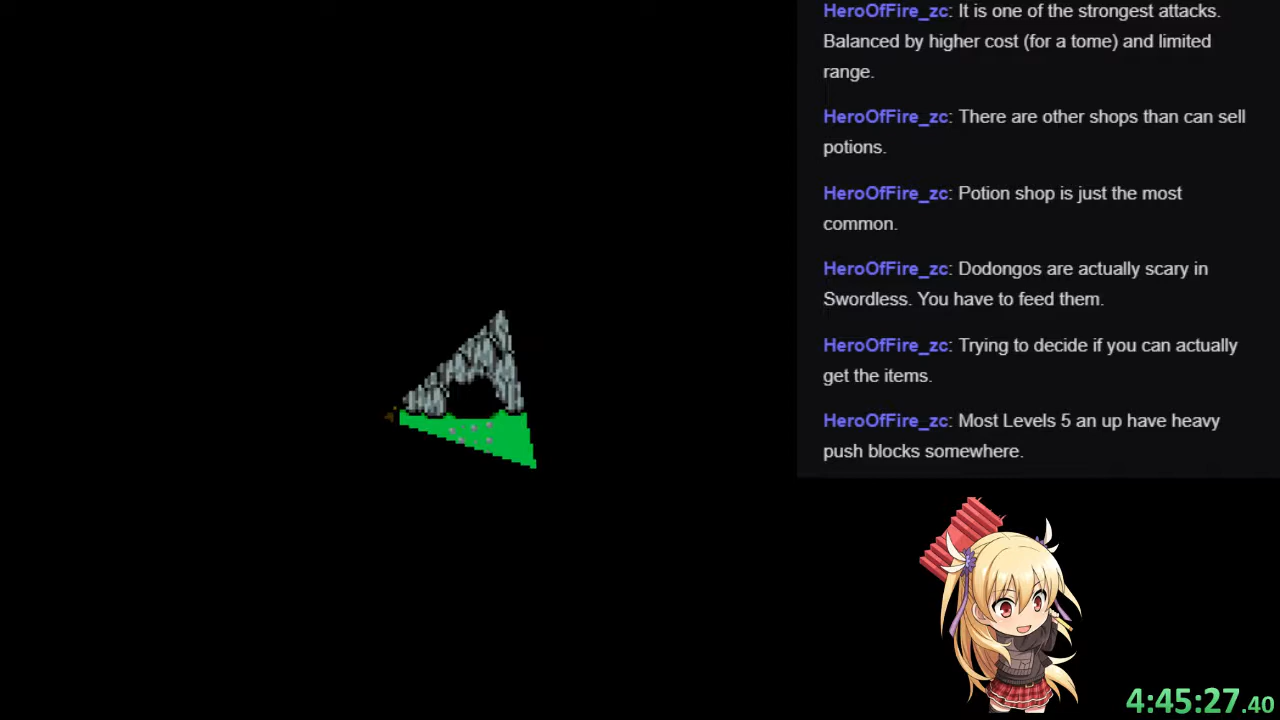 HeroOfFire_zc: It is one of the strongest attacks.
Balanced by higher cost (for a tome) and limited
range.
HeroOfFire_zc: There are other shops than can sell
potions.
HeroOfFire_zc: Potion shop is just the most
common.
HeroOfFire_zc: Dodongos are actually scary in
Swordless. You have to feed them.
HeroOfFire_zc: Trying to decide if you can actually
get the items.
HeroOfFire_zc: Most Levels 5 an up have heavy
push blocks somewhere.
4:45:27.40